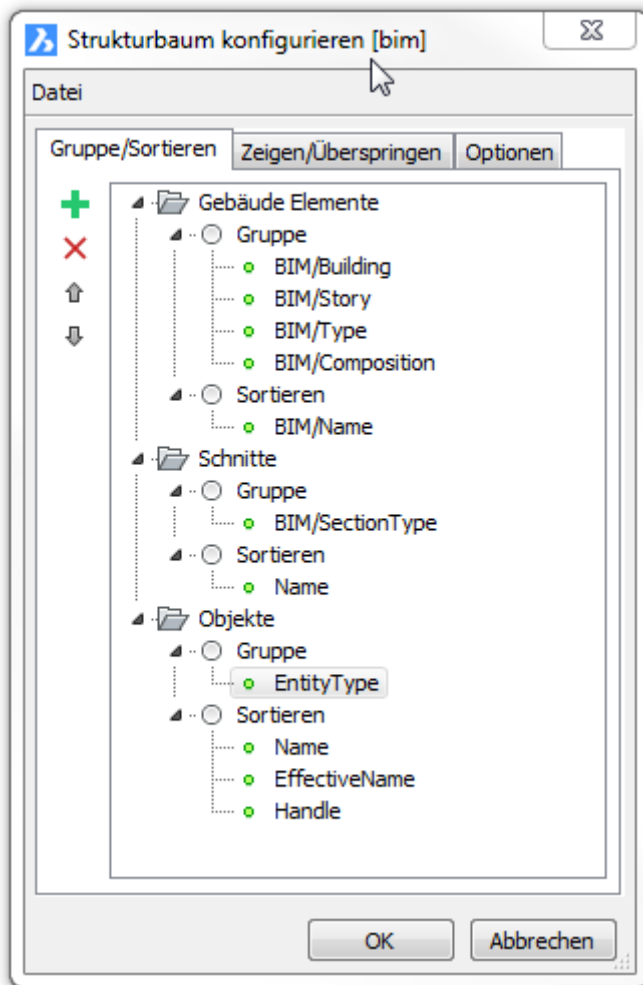 Strukturbaum konfigurieren [bim]
Datei
Gruppe/Sortieren Zeigen/Überspringen Optionen
Gebäude Elemente
Gruppe
BIM/Building
BIM/Story
BIM/Type
BIM/Composition
Sortieren
BIM/Name
Schnitte
Gruppe
BIM/SectionType
Sortieren
Name
Objekte
Gruppe
EntityType
Sortieren
Name
EffectiveName
Handle
OK Abbrechen